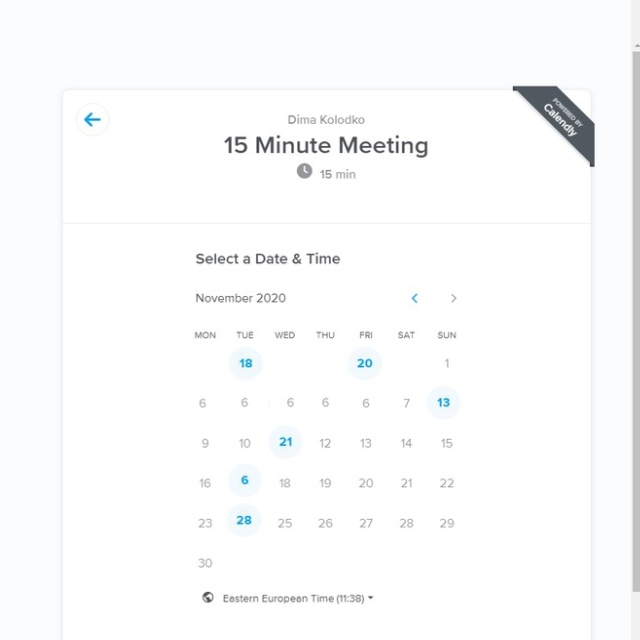 POWERED BY
Calendly
Dima Kolodko
15 Minute Meeting
15 min
Select a Date & Time
November 2020
MON TUE WED THU FRI SAT SUN
18 20 1
6 6 6 6 6 7 13
9 10 21 12 13 14 15
16 6 18 19 20 21 22
23 28 25 26 27 28 29
30
Eastern European Time (11:38)